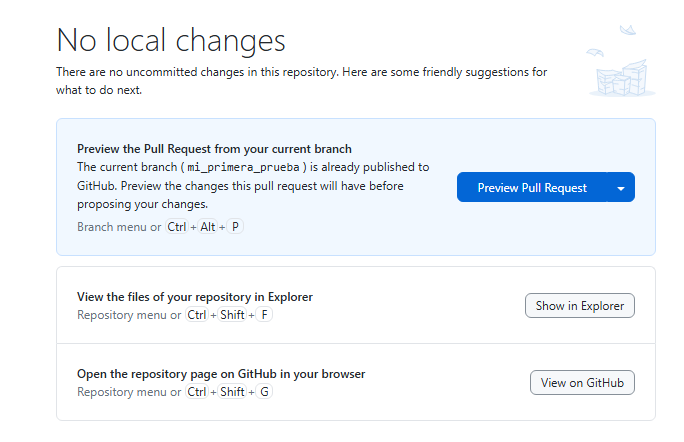 No local changes
There are no uncommitted changes in this repository. Here are some friendly suggestions for
what to do next.
Preview the Pull Request from your current branch
The current branch ( mi_primera_prueba ) is already published to
GitHub. Preview the changes this pull request will have before
proposing your changes.
Branch menu or Ctrl + Alt + P
Preview Pull Request
View the files of your repository in Explorer
Repository menu or Ctrl + Shift + F
Show in Explorer
Open the repository page on GitHub in your browser
Repository menu or Ctrl + Shift + G
View on GitHub